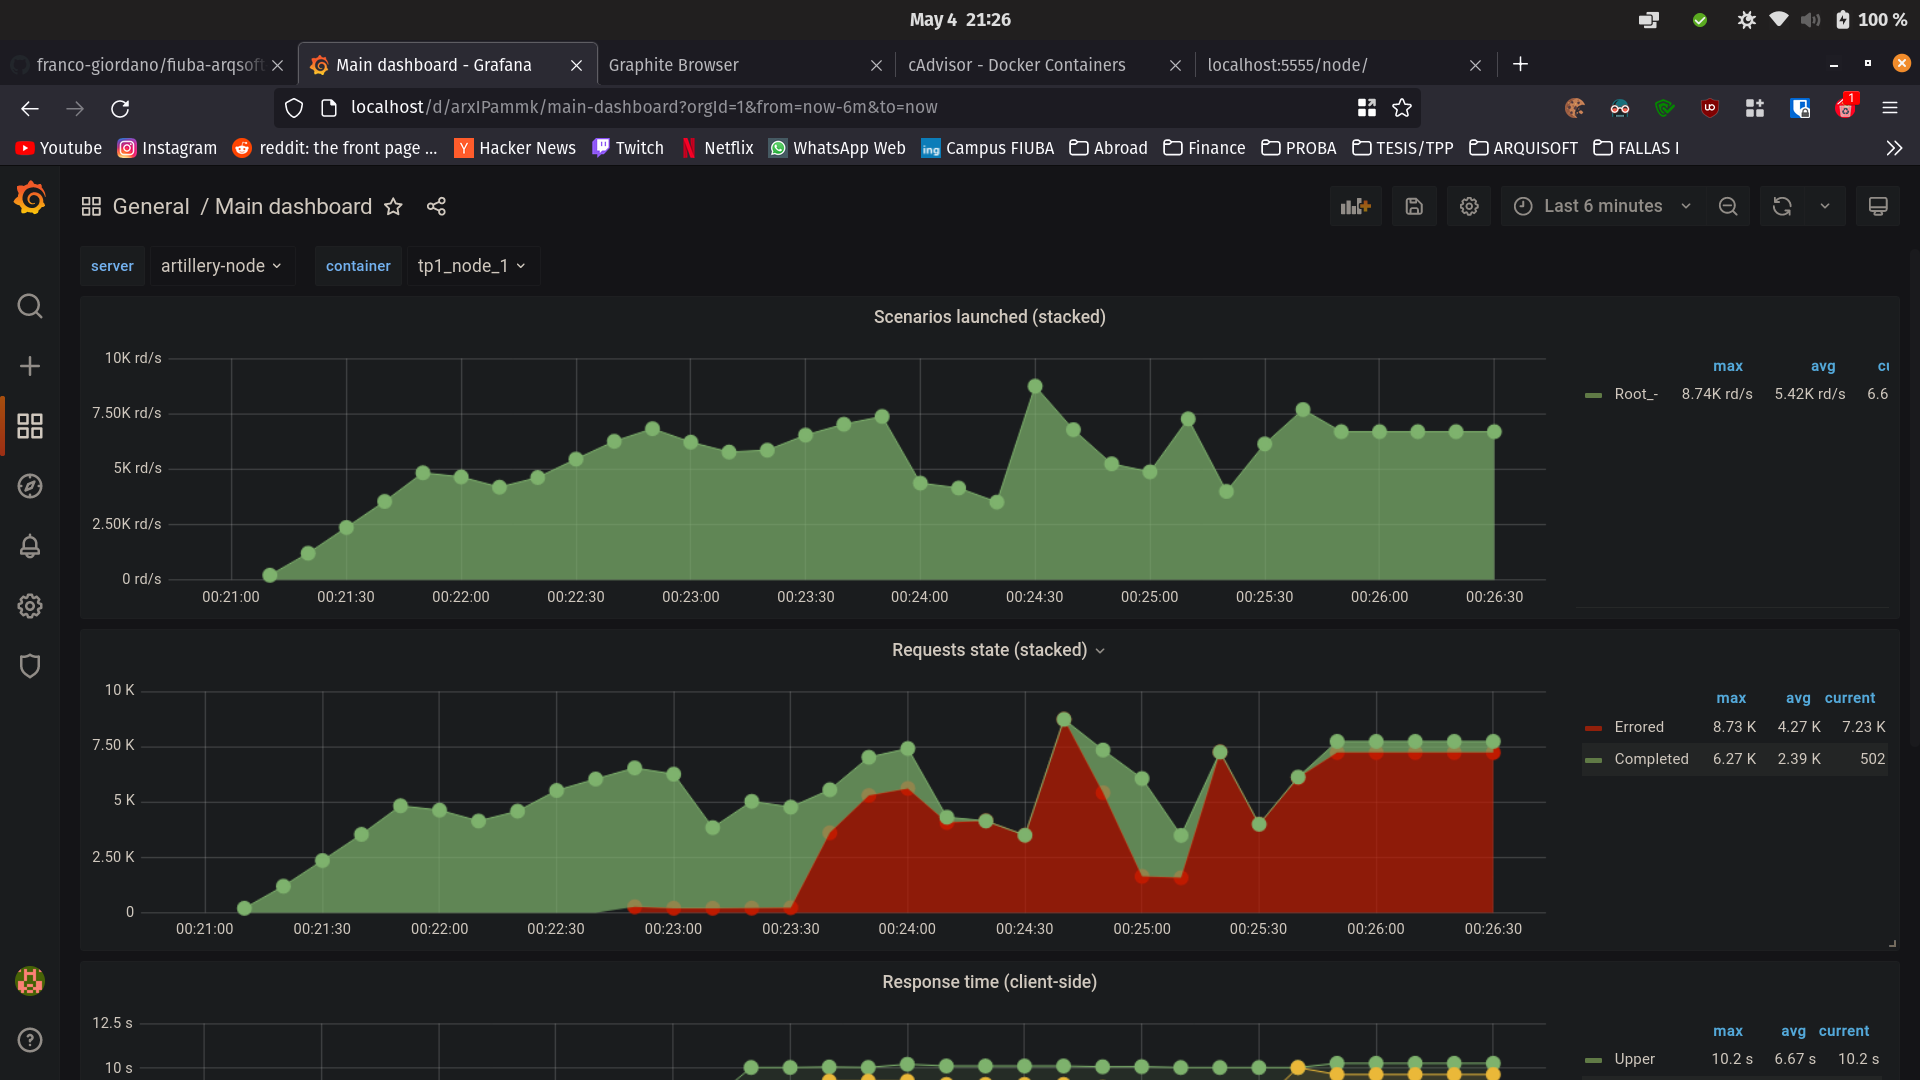 May 4 21:26
100 %
franco-giordano/fiuba-arqsoft
Main dashboard - Grafana
Graphite Browser
cAdvisor - Docker Containers
localhost:5555/node/
localhost/d/arxIPammk/main-dashboard?orgId=1&from=now-6m&to=now
1
Youtube
Instagram
reddit: the front page ...
Y Hacker News
Twitch
Netflix
WhatsApp Web
ing Campus FIUBA
Abroad
Finance
PROBA
TESIS/TPP
ARQUISOFT
FALLAS I
General / Main dashboard
Last 6 minutes
server artillery-node
container tp1_node_1
Scenarios launched (stacked)
10K rd/s
7.50K rd/s
5K rd/s
2.50K rd/s
0 rd/s
00:21:00 00:21:30 00:22:00 00:22:30 00:23:00 00:23:30 00:24:00 00:24:30 00:25:00 00:25:30 00:26:00 00:26:30
max avg cu
Root_- 8.74K rd/s 5.42K rd/s 6.6
Requests state (stacked)
10 K
7.50 K
5 K
2.50 K
0
00:21:00 00:21:30 00:22:00 00:22:30 00:23:00 00:23:30 00:24:00 00:24:30 00:25:00 00:25:30 00:26:00 00:26:30
max avg current
Errored 8.73 K 4.27 K 7.23 K
Completed 6.27 K 2.39 K 502
Response time (client-side)
12.5 s
10 s
max avg current
Upper 10.2 s 6.67 s 10.2 s